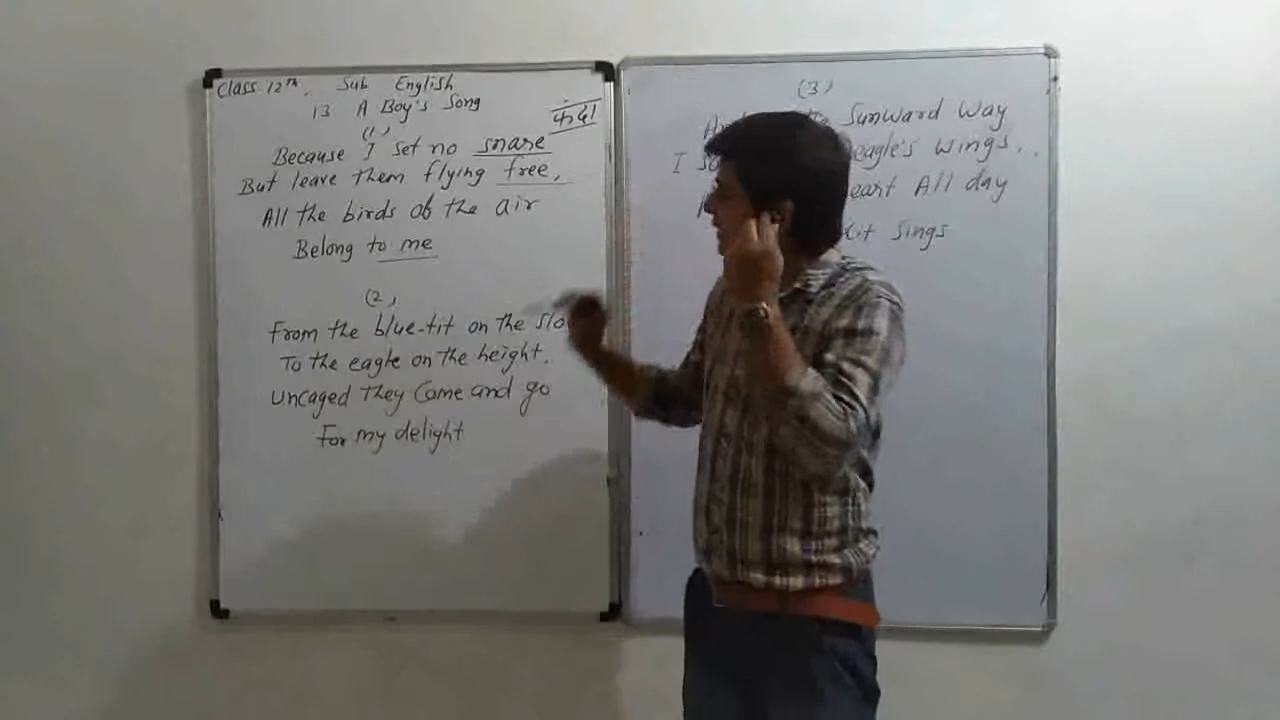 Class 12th, Sub English
13 A Boy's Song
फंदा
(1)
Because I set no snare
But leave them flying free,
All the birds of the air
Belong to me
(2)
From the blue-tit on the
To the eagle on the height.
Uncaged They Come and go
For my delight
(3)
Sunward Way
I eagle's Wings.
All day
Sings